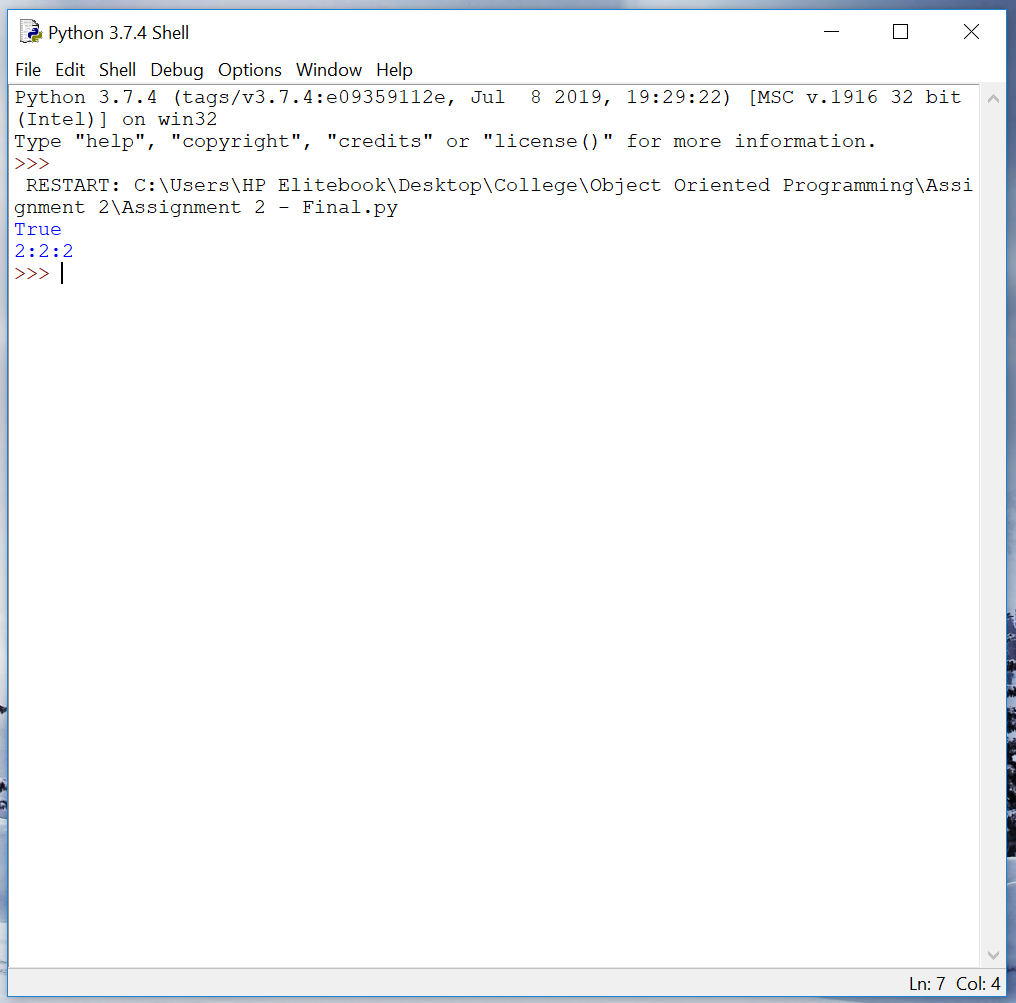 Python 3.7.4 Shell
File Edit Shell Debug Options Window Help
Python 3.7.4 (tags/v3.7.4:e09359112e, Jul  8 2019, 19:29:22) [MSC v.1916 32 bit
(Intel)] on win32
Type "help", "copyright", "credits" or "license()" for more information.
>>>
 RESTART: C:\Users\HP Elitebook\Desktop\College\Object Oriented Programming\Assi
gnment 2\Assignment 2 - Final.py
True
2:2:2
>>>
Ln: 7 Col: 4